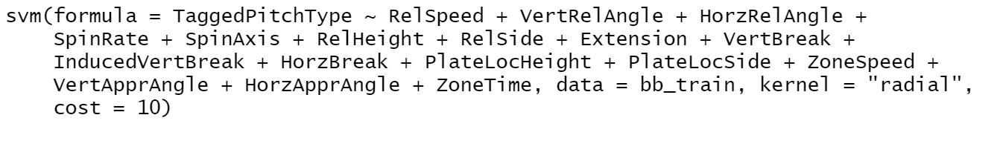 svm(formula = TaggedPitchType ~ RelSpeed + VertRelAngle + HorzRelAngle +
    SpinRate + SpinAxis + RelHeight + RelSide + Extension + VertBreak +
    InducedVertBreak + HorzBreak + PlateLocHeight + PlateLocSide + ZoneSpeed +
    VertApprAngle + HorzApprAngle + ZoneTime, data = bb_train, kernel = "radial",
    cost = 10)